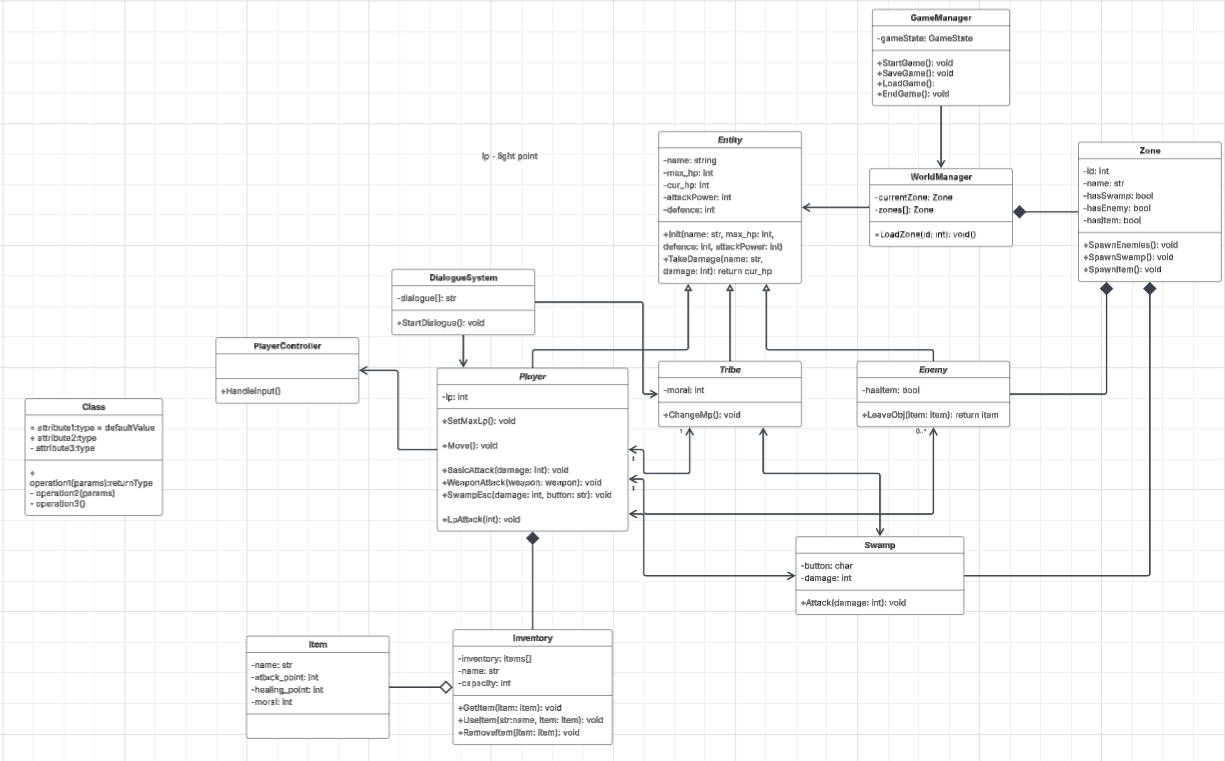 GameManager
-gameState: GameState
+StartGame(): void
+SaveGame(): void
+LoadGame():
+EndGame(): void
lp - light point
Entity
-name: string
-max_hp: int
-cur_hp: int
-attackPower: int
-defence: int
+Init(name: str, max_hp: int,
defence: int, attackPower: int)
+TakeDamage(name: str,
damage: int): return cur_hp
WorldManager
-currentZone: Zone
-zones[]: Zone
+LoadZone(id: int): void()
Zone
-id: int
-name: str
-hasSwamp: bool
-hasEnemy: bool
-hasItem: bool
+SpawnEnemies(): void
+SpawnSwamp(): void
+SpawnItem(): void
DialogueSystem
-dialogue[]: str
+StartDialogue(): void
PlayerController
+HandleInput()
Player
-lp: int
+SetMaxLp(): void
+Move(): void
+BasicAttack(damage: int): void
+WeaponAttack(weapon: weapon): void
+SwampEsc(damage: int, button: str): void
+LpAttack(int): void
Tribe
-moral: int
+ChangeMp(): void
Enemy
-hasItem: bool
+LeaveObj(item: item): return item
1
0..*
1
1
Class
+ attribute1:type = defaultValue
+ attribute2:type
- attribute3:type
+
operation1(params):returnType
- operation2(params)
- operation3()
Swamp
-button: char
-damage: int
+Attack(damage: int): void
Item
-name: str
-attack_point: int
-healing_point: int
-moral: int
Inventory
-inventory: items[]
-name: str
-capacity: int
+GetItem(item: item): void
+UseItem(str:name, item: item): void
+RemoveItem(item: item): void